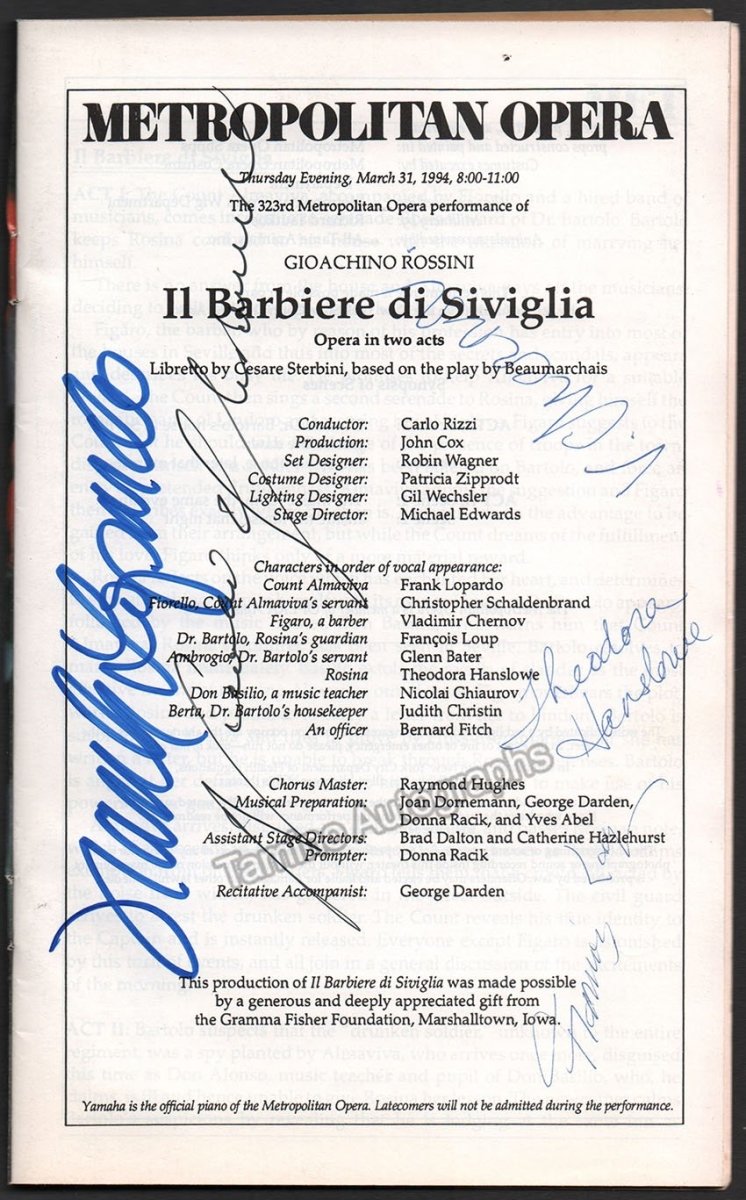 METROPOLITAN OPERA
Thursday Evening, March 31, 1994, 8:00-11:00
The 323rd Metropolitan Opera performance of
GIOACHINO ROSSINI
Il Barbiere di Siviglia
Opera in two acts
Libretto by Cesare Sterbini, based on the play by Beaumarchais
Conductor: Carlo Rizzi
Production: John Cox
Set Designer: Robin Wagner
Costume Designer: Patricia Zipprodt
Lighting Designer: Gil Wechsler
Stage Director: Michael Edwards
Characters in order of vocal appearance:
Count Almaviva Frank Lopardo
Fiorello, Count Almaviva's servant Christopher Schaldenbrand
Figaro, a barber Vladimir Chernov
Dr. Bartolo, Rosina's guardian François Loup
Ambrogio, Dr. Bartolo's servant Glenn Bater
Rosina Theodora Hanslowe
Don Basilio, a music teacher Nicolai Ghiaurov
Berta, Dr. Bartolo's housekeeper Judith Christin
An officer Bernard Fitch
Theodora
Hanslowe
Chorus Master: Raymond Hughes
Musical Preparation: Joan Dornemann, George Darden,
Donna Racik, and Yves Abel
Assistant Stage Directors: Brad Dalton and Catherine Hazlehurst
Prompter: Donna Racik
Recitative Accompanist: George Darden
Tamino Autographs
This production of Il Barbiere di Siviglia was made possible
by a generous and deeply appreciated gift from
the Gramma Fisher Foundation, Marshalltown, Iowa.
Yamaha is the official piano of the Metropolitan Opera. Latecomers will not be admitted during the performance.